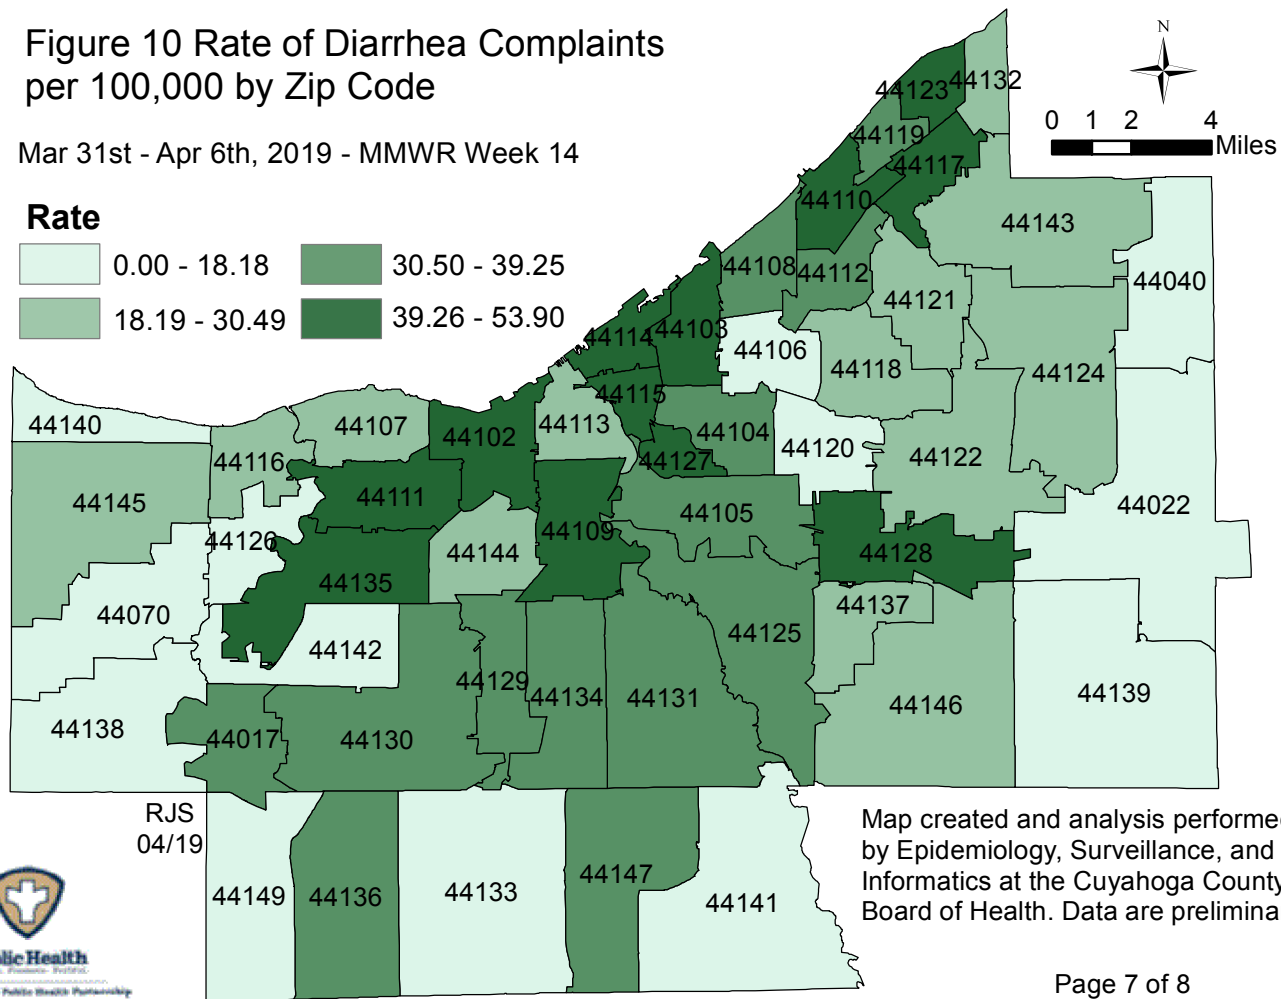 Figure 10 Rate of Diarrhea Complaints
per 100,000 by Zip Code
Mar 31st - Apr 6th, 2019 - MMWR Week 14
N
0 1 2 4
Miles
Rate
0.00 - 18.18
30.50 - 39.25
18.19 - 30.49
39.26 - 53.90
44123
44132
44119
44117
44110
44143
44108
44112
44040
44121
44114
44103
44106
44118
44124
44115
44140
44107
44102
44113
44104
44120
44122
44116
44127
44145
44111
44105
44022
44126
44109
44144
44128
44135
44070
44137
44125
44142
44129
44134
44131
44139
44146
44138
44017
44130
RJS
04/19
44149
44136
44133
44147
44141
Map created and analysis performed
by Epidemiology, Surveillance, and
Informatics at the Cuyahoga County
Board of Health. Data are prelimina
lic Health
Public Health Partnership
Page 7 of 8